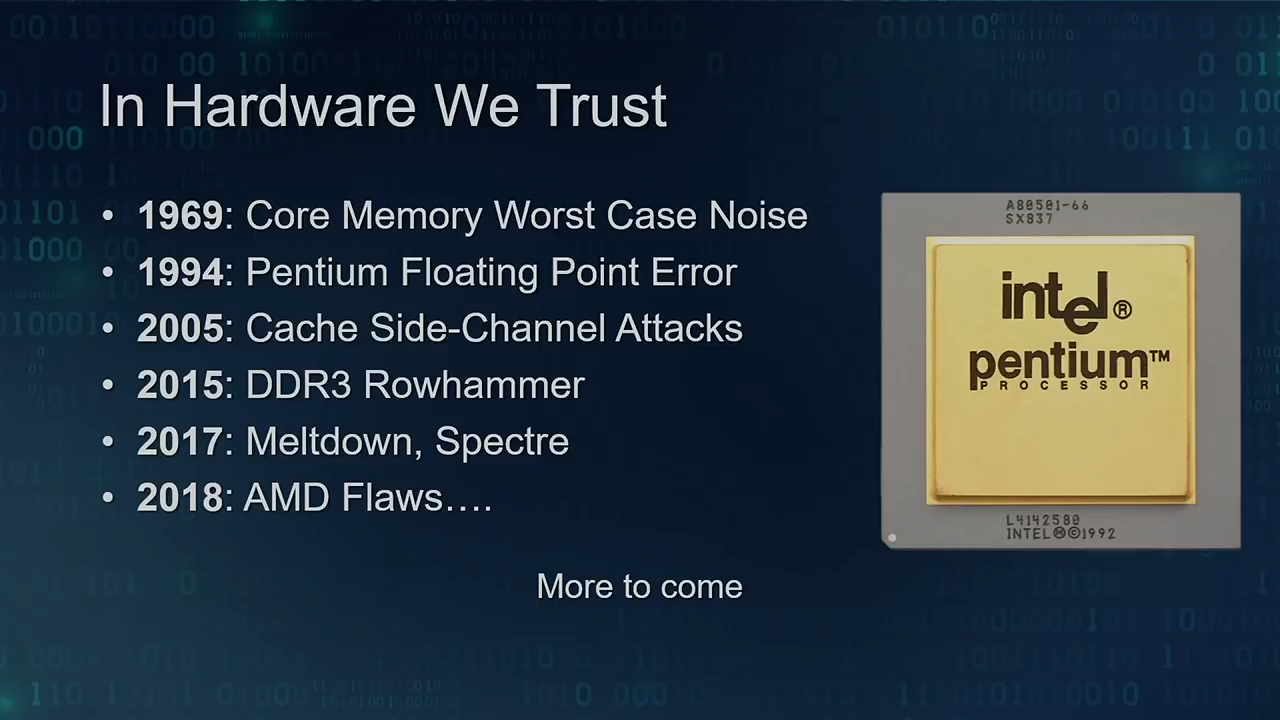 In Hardware We Trust
• 1969: Core Memory Worst Case Noise
• 1994: Pentium Floating Point Error
• 2005: Cache Side-Channel Attacks
• 2015: DDR3 Rowhammer
• 2017: Meltdown, Spectre
• 2018: AMD Flaws….
More to come
A80501-66
SX837
intel®
pentium™
PROCESSOR
L4142580
INTEL Ⓜ©1992